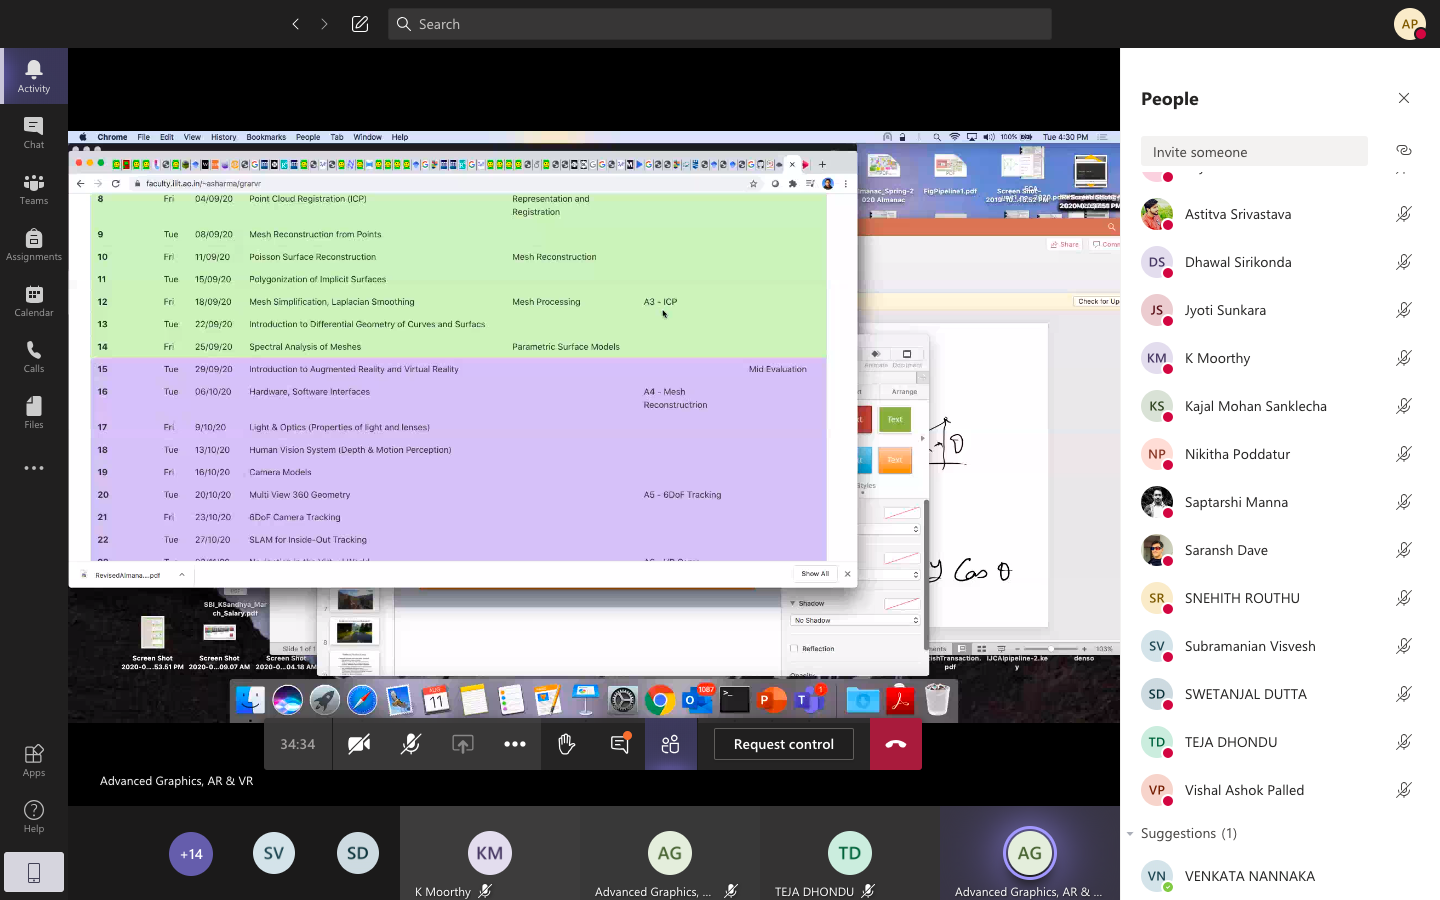 Search
AP
Activity
Chat
Teams
Assignments
Calendar
Calls
Files
Apps
Help
Chrome File Edit View History Bookmarks People Tab Window Help
100% Tue 4:30 PM
faculty.iiit.ac.in/~asharma/grarvr
8 Fri 04/09/20 Point Cloud Registration (ICP) Representation and
Registration
9 Tue 08/09/20 Mesh Reconstruction from Points
10 Fri 11/09/20 Poisson Surface Reconstruction Mesh Reconstruction
11 Tue 15/09/20 Polygonization of Implicit Surfaces
12 Fri 18/09/20 Mesh Simplification, Laplacian Smoothing Mesh Processing A3 - ICP
13 Tue 22/09/20 Introduction to Differential Geometry of Curves and Surfacs
14 Fri 25/09/20 Spectral Analysis of Meshes Parametric Surface Models
15 Tue 29/09/20 Introduction to Augmented Reality and Virtual Reality Mid Evaluation
16 Tue 06/10/20 Hardware, Software Interfaces A4 - Mesh
Reconstructrion
17 Fri 9/10/20 Light & Optics (Properties of light and lenses)
18 Tue 13/10/20 Human Vision System (Depth & Motion Perception)
19 Fri 16/10/20 Camera Models
20 Tue 20/10/20 Multi View 360 Geometry A5 - 6DoF Tracking
21 Fri 23/10/20 6DoF Camera Tracking
22 Tue 27/10/20 SLAM for Inside-Out Tracking
RevisedAlmana....pdf
Show All
FigPipeline1.pdf
Share
Check for Up
Arrange
Text
Text
y Cos θ
Shadow
No Shadow
Reflection
103%
SBI_KSandhya_Mar
ch_Salary.pdf
Screen Shot
2020-0...53.51 PM
Screen Shot
2020-0...09.07 AM
Screen Shot
2020-0...04.18 AM
Slide 1 of 1
IJCAIpipeline-2.ke
y
denso
11
1087
1
34:34
Request control
Advanced Graphics, AR & VR
+14
SV
SD
KM
K Moorthy
AG
Advanced Graphics, ...
TD
TEJA DHONDU
AG
Advanced Graphics, AR & ...
People
Invite someone
Astitva Srivastava
DS Dhawal Sirikonda
JS Jyoti Sunkara
KM K Moorthy
KS Kajal Mohan Sanklecha
NP Nikitha Poddatur
Saptarshi Manna
Saransh Dave
SR SNEHITH ROUTHU
SV Subramanian Visvesh
SD SWETANJAL DUTTA
TD TEJA DHONDU
VP Vishal Ashok Palled
Suggestions (1)
VN VENKATA NANNAKA